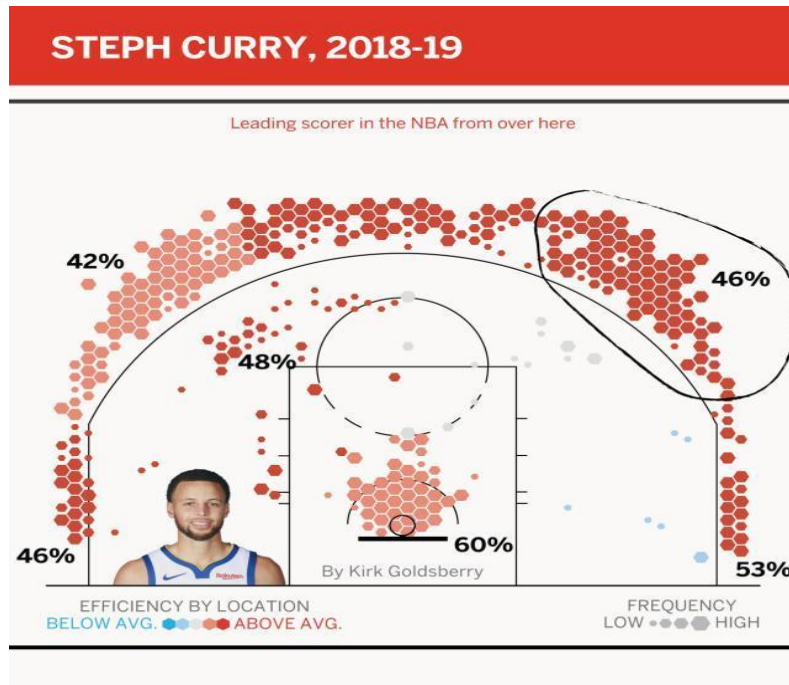 STEPH CURRY, 2018-19
Leading scorer in the NBA from over here
42%
46%
48%
46%
60%
53%
By Kirk Goldsberry
EFFICIENCY BY LOCATION
BELOW AVG. ABOVE AVG.
FREQUENCY
LOW HIGH